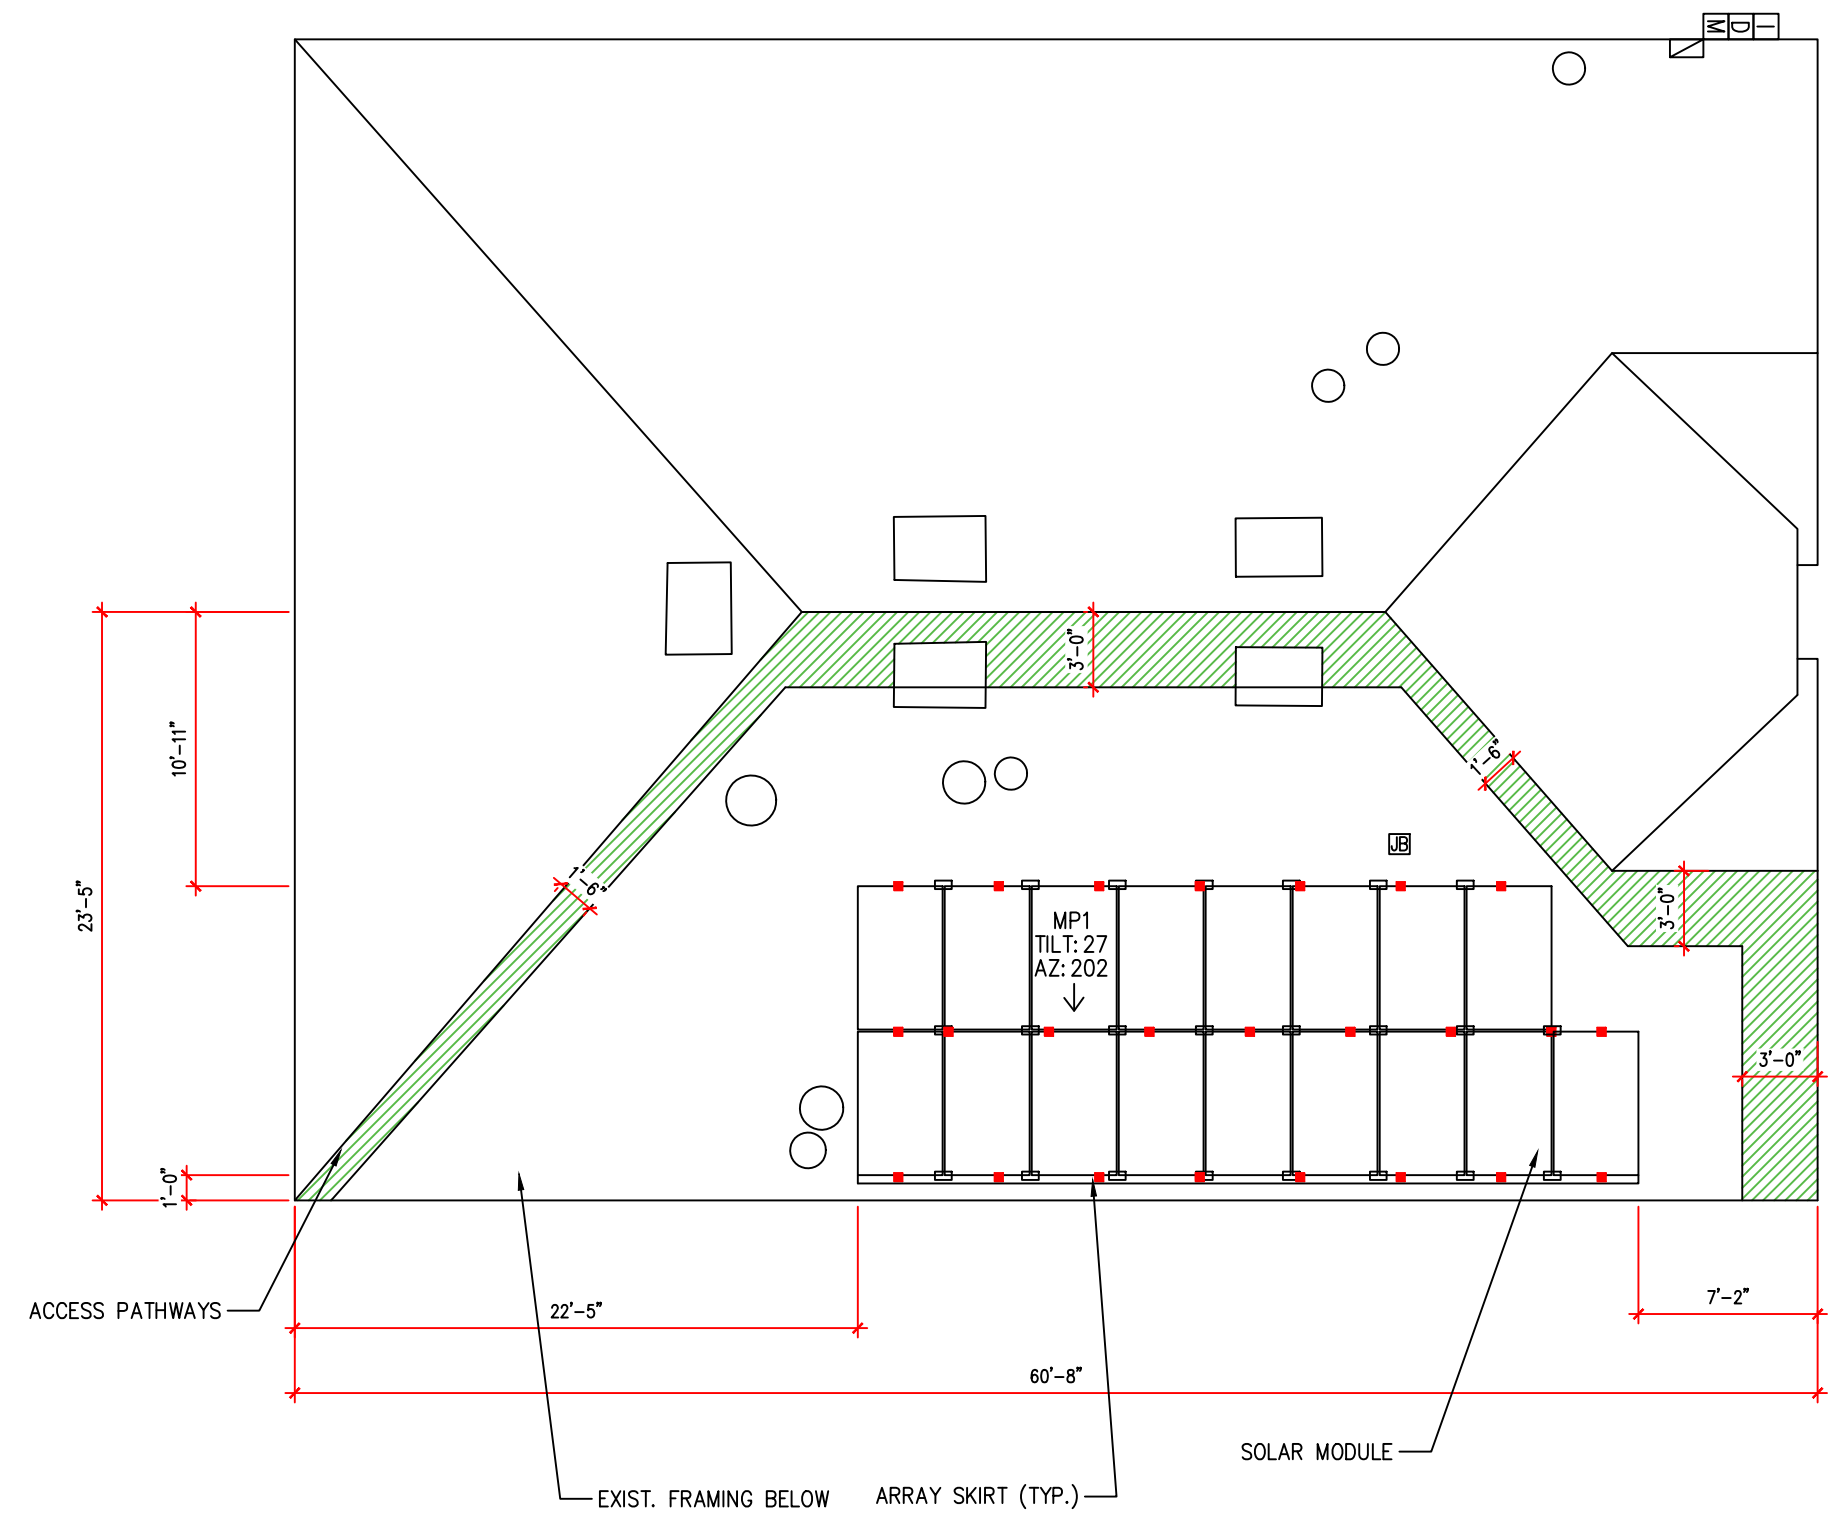 M D I
3'-0"
1'-6"
10'-11"
JB
1'-6"
23'-5"
3'-0"
MP1
TILT: 27
AZ: 202
3'-0"
1'-0"
ACCESS PATHWAYS
22'-5"
7'-2"
60'-8"
SOLAR MODULE
EXIST. FRAMING BELOW
ARRAY SKIRT (TYP.)